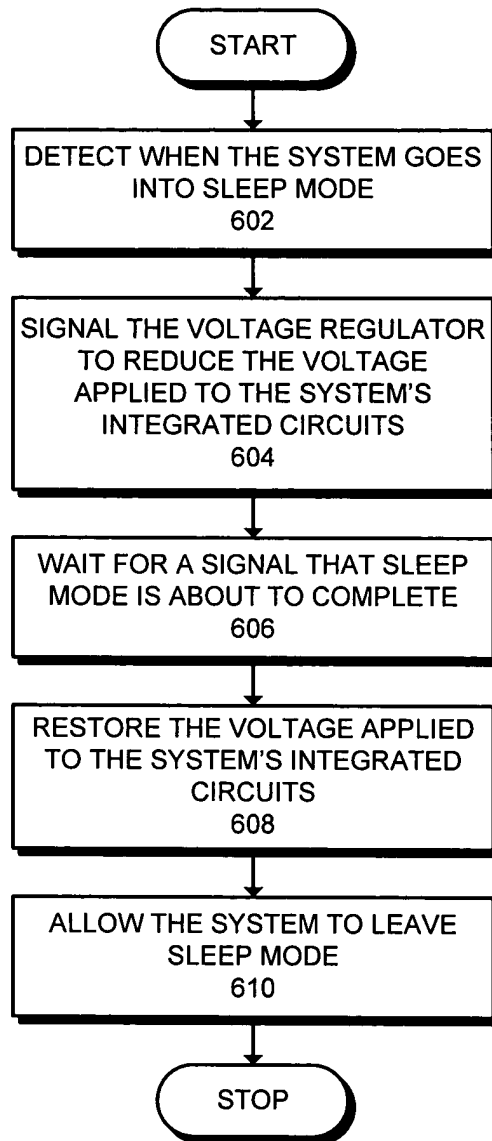 START
DETECT WHEN THE SYSTEM GOES
INTO SLEEP MODE
602
SIGNAL THE VOLTAGE REGULATOR
TO REDUCE THE VOLTAGE
APPLIED TO THE SYSTEM'S
INTEGRATED CIRCUITS
604
WAIT FOR A SIGNAL THAT SLEEP
MODE IS ABOUT TO COMPLETE
606
RESTORE THE VOLTAGE APPLIED
TO THE SYSTEM'S INTEGRATED
CIRCUITS
608
ALLOW THE SYSTEM TO LEAVE
SLEEP MODE
610
STOP